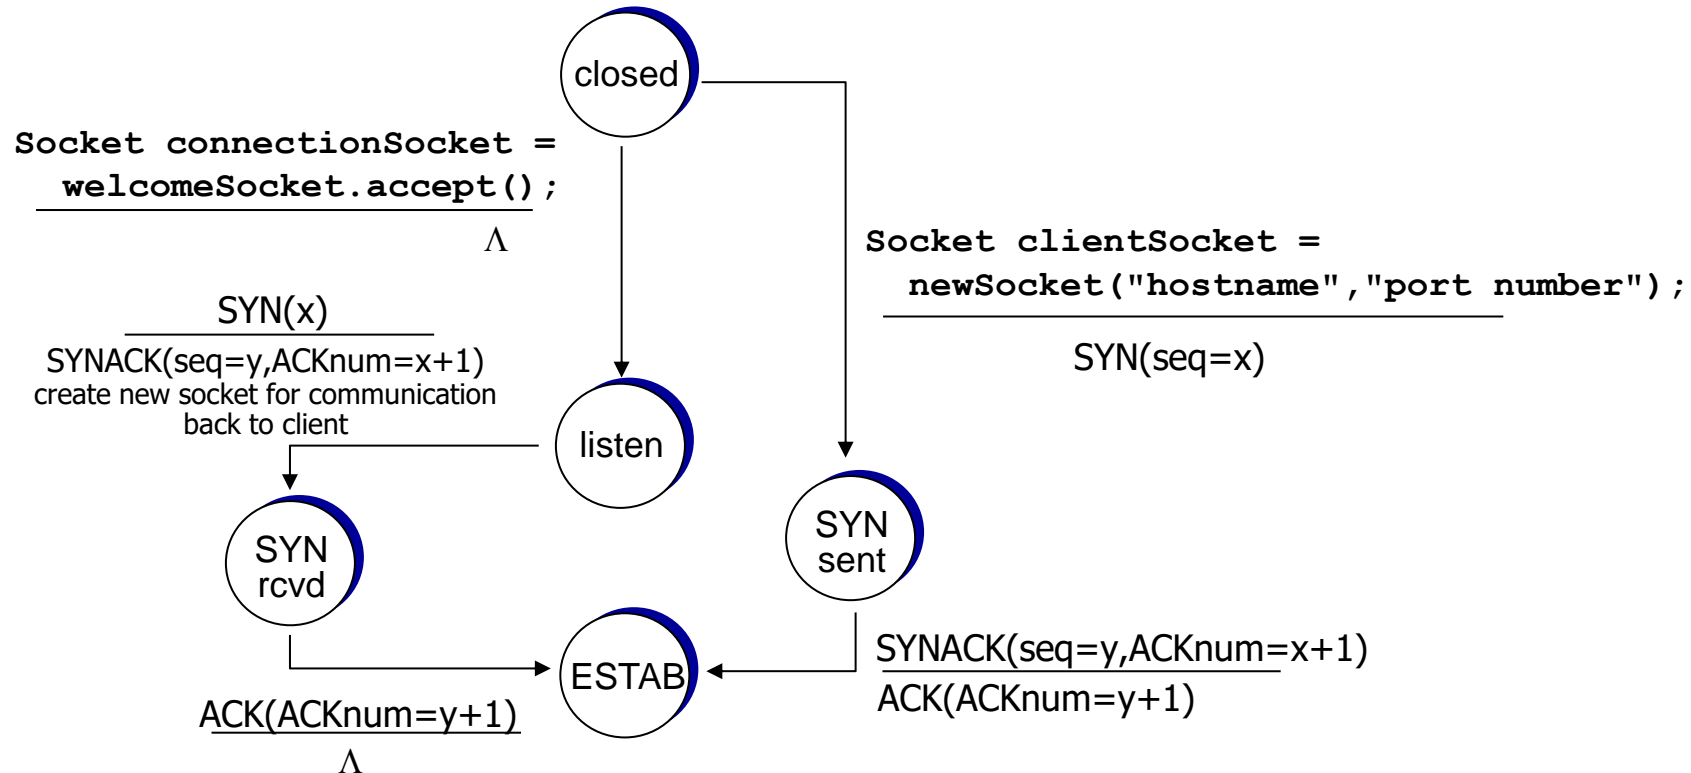 closed
Socket connectionSocket =
welcomeSocket.accept();
Λ
Socket clientSocket =
newSocket("hostname","port number");
SYN(seq=x)
SYN(x)
SYNACK(seq=y,ACKnum=x+1)
create new socket for communication
back to client
listen
SYN
rcvd
SYN
sent
ESTAB
SYNACK(seq=y,ACKnum=x+1)
ACK(ACKnum=y+1)
ACK(ACKnum=y+1)
Λ